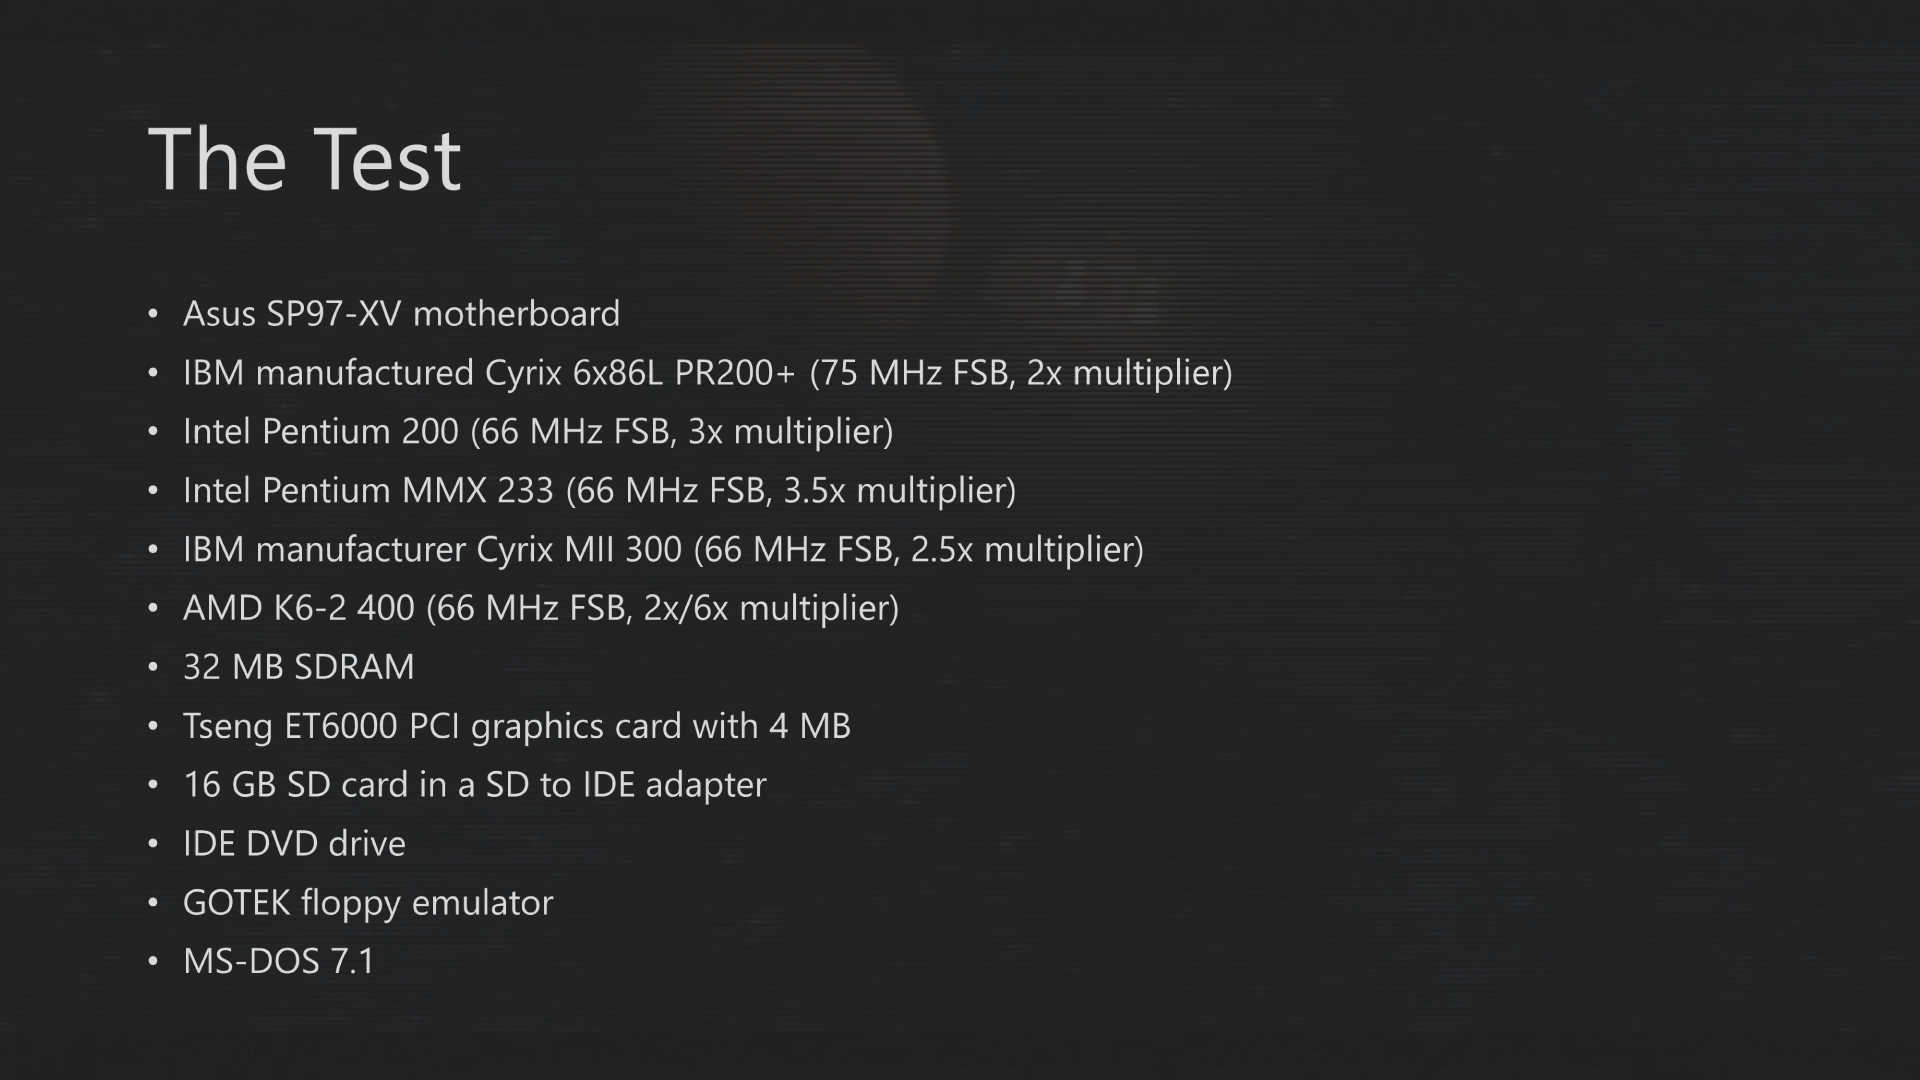 The Test
• Asus SP97-XV motherboard
• IBM manufactured Cyrix 6x86L PR200+ (75 MHz FSB, 2x multiplier)
• Intel Pentium 200 (66 MHz FSB, 3x multiplier)
• Intel Pentium MMX 233 (66 MHz FSB, 3.5x multiplier)
• IBM manufacturer Cyrix MII 300 (66 MHz FSB, 2.5x multiplier)
• AMD K6-2 400 (66 MHz FSB, 2x/6x multiplier)
• 32 MB SDRAM
• Tseng ET6000 PCI graphics card with 4 MB
• 16 GB SD card in a SD to IDE adapter
• IDE DVD drive
• GOTEK floppy emulator
• MS-DOS 7.1